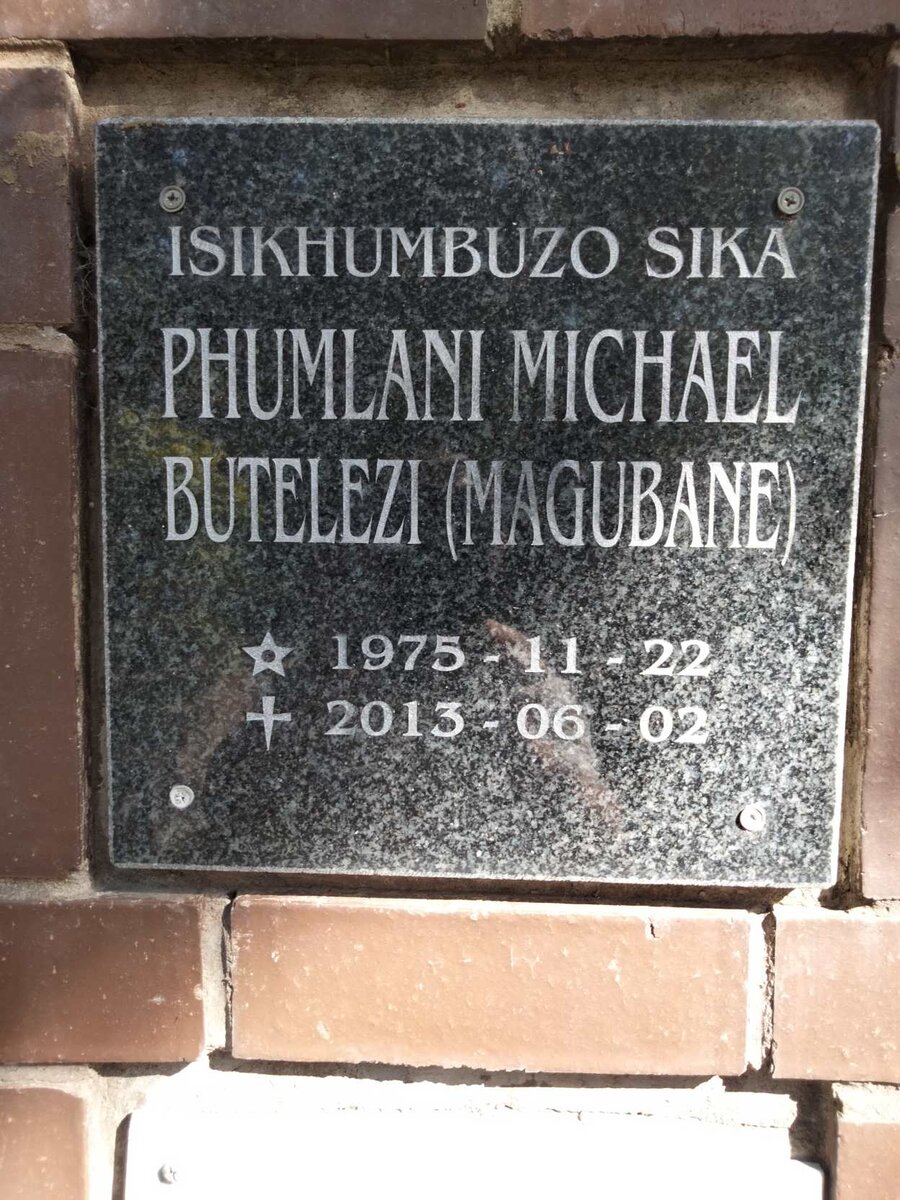 ISIKHUMBUZO SIKA
PHUMLANI MICHAEL
BUTELEZI (MAGUBANE)
1975 - 11 - 22
2013 - 06 - 02